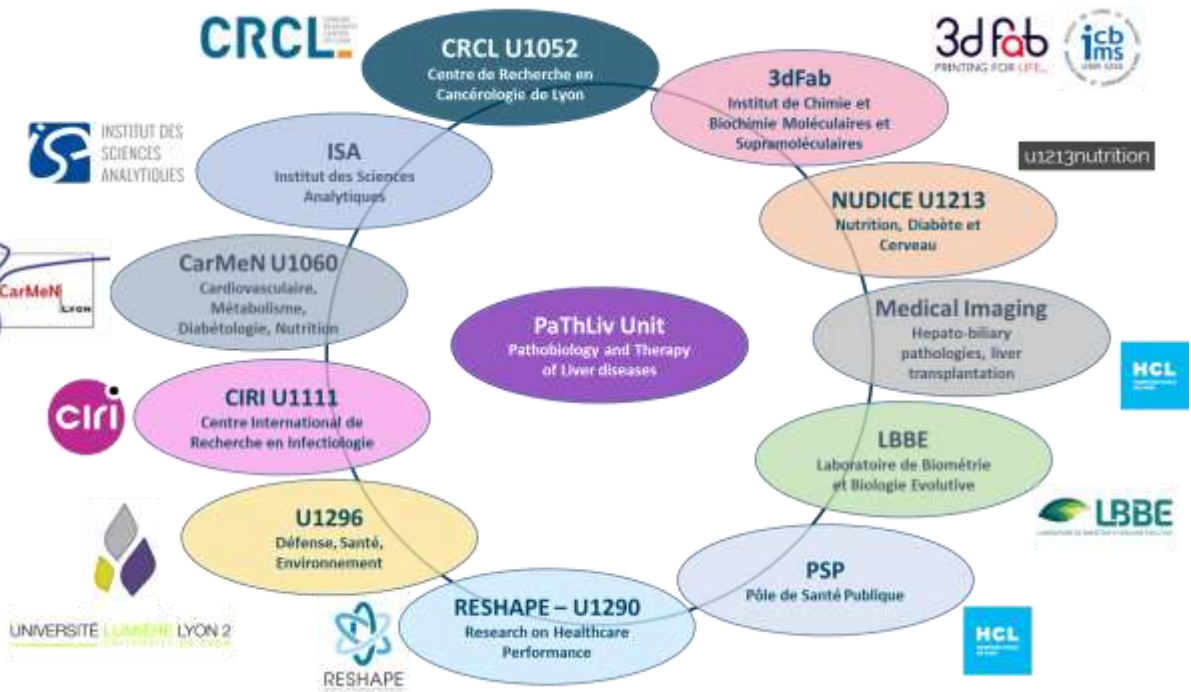 CRCL
CRCL U1052
Centre de Recherche en
Cancérologie de Lyon
3d fab
PRINTING FOR LIFE
icb
ims
3dFab
Institut de Chimie et
Biochimie Moléculaires et
Supramoléculaires
INSTITUT DES
SCIENCES
ANALYTIQUES
ISA
Institut des Sciences
Analytiques
u1213nutrition
NUDICE U1213
Nutrition, Diabète et
Cerveau
CarMeN
LYON
CarMeN U1060
Cardiovasculaire,
Métabolisme,
Diabétologie, Nutrition
PaThLiv Unit
Pathobiology and Therapy
of Liver diseases
Medical Imaging
Hepato-biliary
pathologies, liver
transplantation
HCL
ciri
CIRI U1111
Centre International de
Recherche en Infectiologie
LBBE
Laboratoire de Biométrie
et Biologie Evolutive
LBBE
U1296
Défense, Santé,
Environnement
PSP
Pôle de Santé Publique
UNIVERSITÉ LUMIÈRE LYON 2
RESHAPE
RESHAPE – U1290
Research on Healthcare
Performance
HCL